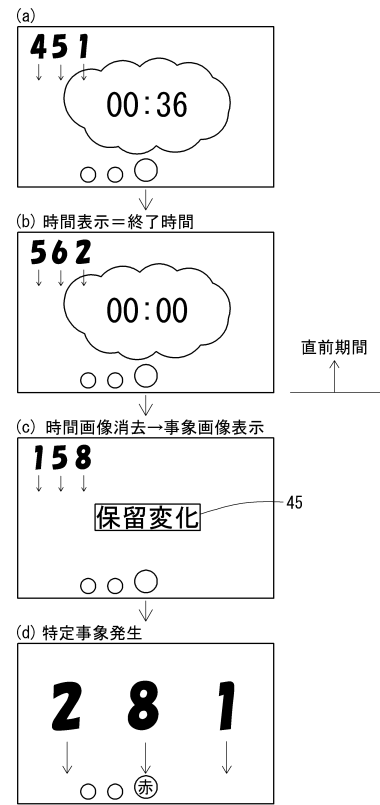 (a)
451
00:36
(b) 時間表示=終了時間
562
00:00
直前期間
(c) 時間画像消去→事象画像表示
158
保留変化
45
(d) 特定事象発生
2 8 1
赤